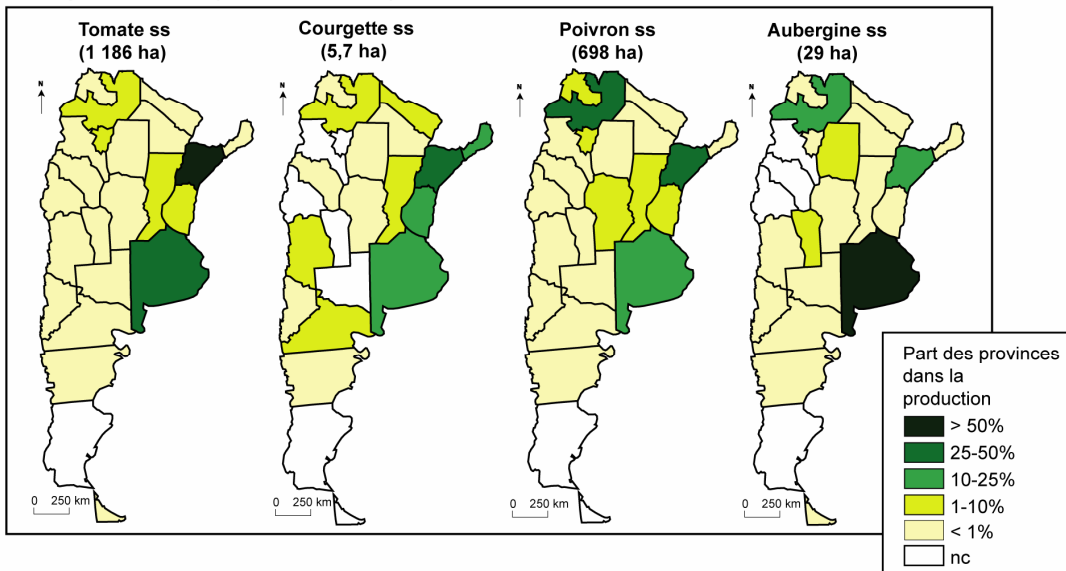 Tomate ss
(1 186 ha)
Courgette ss
(5,7 ha)
Poivron ss
(698 ha)
Aubergine ss
(29 ha)
N
N
N
N
0 250 km
0 250 km
0 250 km
0 250 km
Part des provinces
dans la
production
> 50%
25-50%
10-25%
1-10%
< 1%
nc